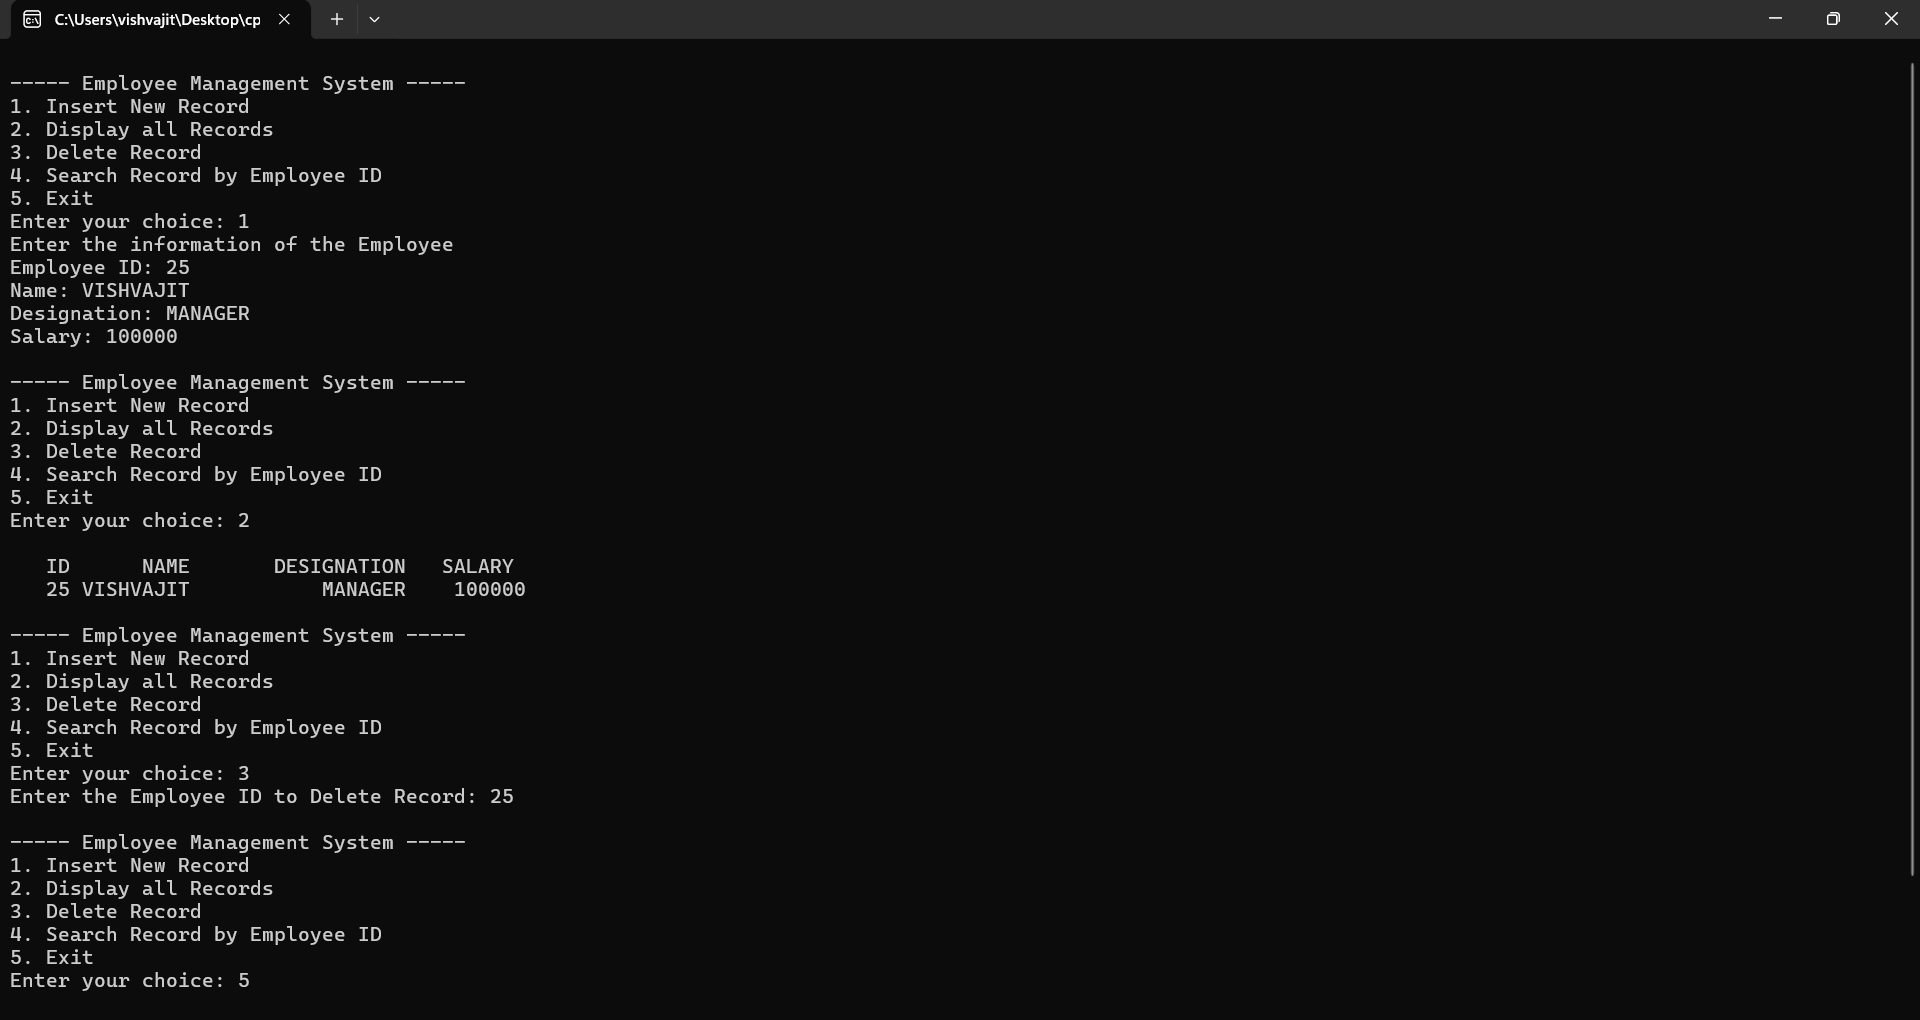 C:\Users\vishvajit\Desktop\cp
----- Employee Management System -----
1. Insert New Record
2. Display all Records
3. Delete Record
4. Search Record by Employee ID
5. Exit
Enter your choice: 1
Enter the information of the Employee
Employee ID: 25
Name: VISHVAJIT
Designation: MANAGER
Salary: 100000
----- Employee Management System -----
1. Insert New Record
2. Display all Records
3. Delete Record
4. Search Record by Employee ID
5. Exit
Enter your choice: 2
ID NAME DESIGNATION SALARY
25 VISHVAJIT MANAGER 100000
----- Employee Management System -----
1. Insert New Record
2. Display all Records
3. Delete Record
4. Search Record by Employee ID
5. Exit
Enter your choice: 3
Enter the Employee ID to Delete Record: 25
----- Employee Management System -----
1. Insert New Record
2. Display all Records
3. Delete Record
4. Search Record by Employee ID
5. Exit
Enter your choice: 5